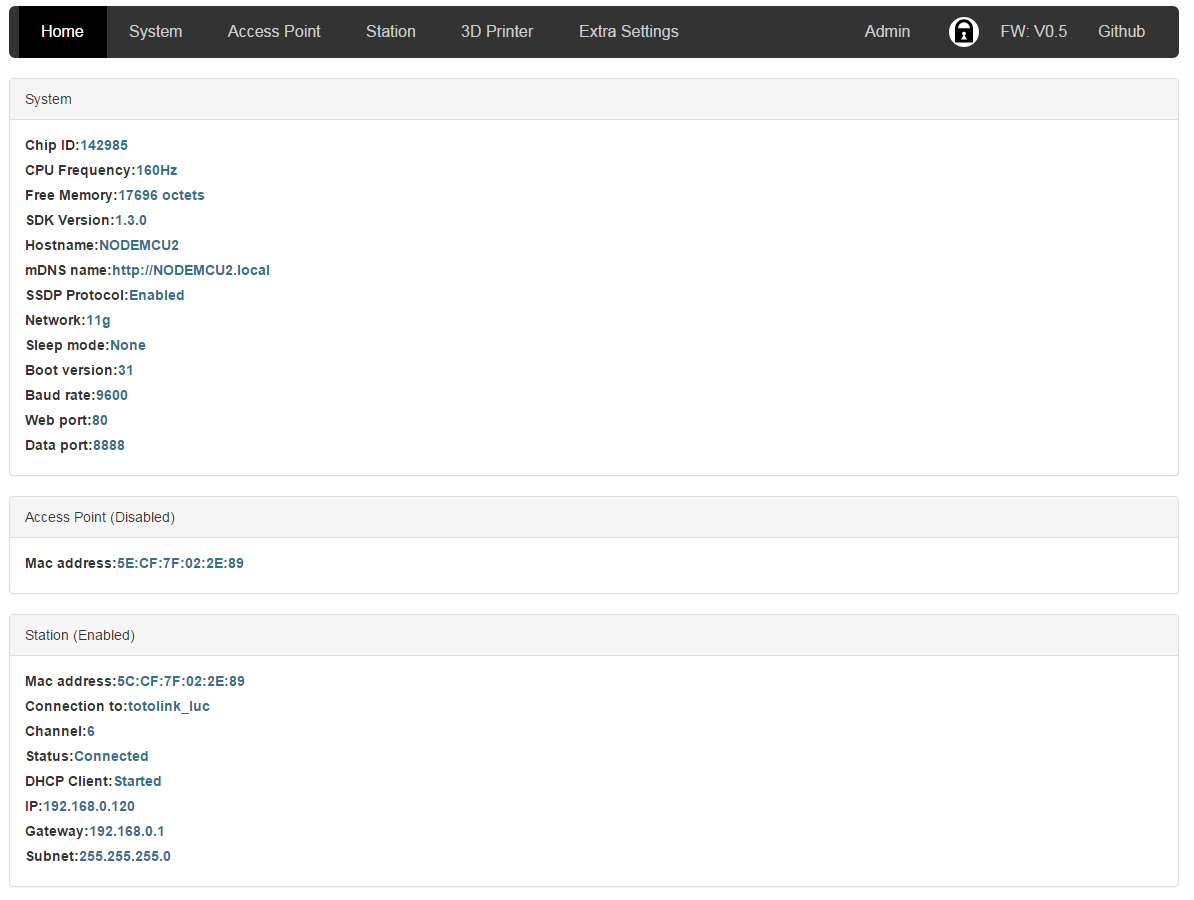 Home System Access Point Station 3D Printer Extra Settings Admin FW: V0.5 Github
System
Chip ID:142985
CPU Frequency:160Hz
Free Memory:17696 octets
SDK Version:1.3.0
Hostname:NODEMCU2
mDNS name:http://NODEMCU2.local
SSDP Protocol:Enabled
Network:11g
Sleep mode:None
Boot version:31
Baud rate:9600
Web port:80
Data port:8888
Access Point (Disabled)
Mac address:5E:CF:7F:02:2E:89
Station (Enabled)
Mac address:5C:CF:7F:02:2E:89
Connection to:totolink_luc
Channel:6
Status:Connected
DHCP Client:Started
IP:192.168.0.120
Gateway:192.168.0.1
Subnet:255.255.255.0